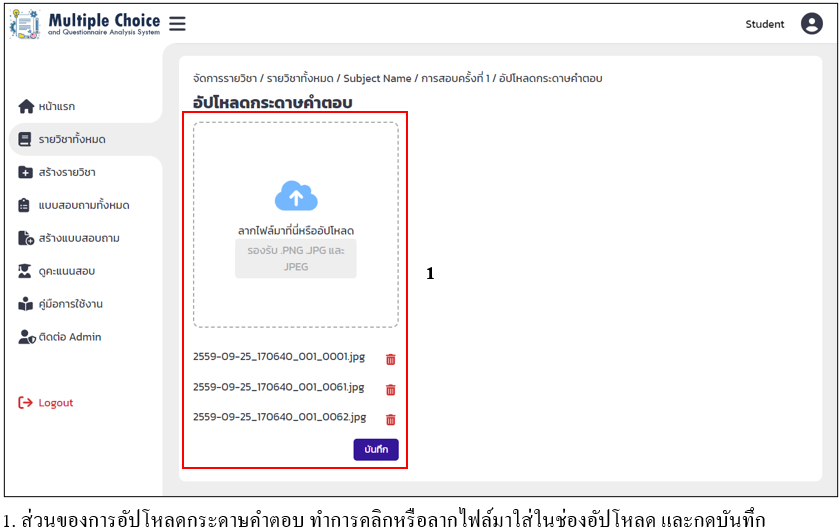 Multiple Choice
and Questionnaire Analysis System
Student
จัดการรายวิชา / รายวิชาทั้งหมด / Subject Name / การสอบครั้งที่ 1 / อัปโหลดกระดาษคำตอบ
อัปโหลดกระดาษคำตอบ
หน้าแรก
รายวิชาทั้งหมด
สร้างรายวิชา
แบบสอบถามทั้งหมด
สร้างแบบสอบถาม
ดูคะแนนสอบ
คู่มือการใช้งาน
ติดต่อ Admin
Logout
ลากไฟล์มาที่นี่หรืออัปโหลด
รองรับ .PNG .JPG และ
JPEG
1
2559-09-25_170640_001_0001.jpg
2559-09-25_170640_001_0061.jpg
2559-09-25_170640_001_0062.jpg
บันทึก
1. ส่วนของการอัปโหลดกระดาษคำตอบ ทำการคลิกหรือลากไฟล์มาใส่ในช่องอัปโหลด และกดบันทึก